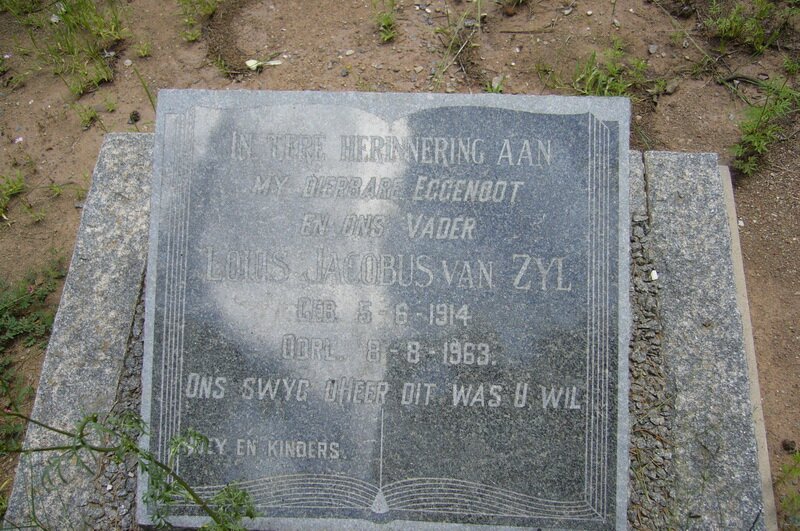 IN TERE HERINNERING AAN
MY DIERBARE EGGENOOT
EN ONS VADER
LOUIS JACOBUS VAN ZYL
GEB. 5-6-1914
OORL. 8-8-1963.
ONS SWYG O HEER DIT WAS U WIL
EN KINDERS.